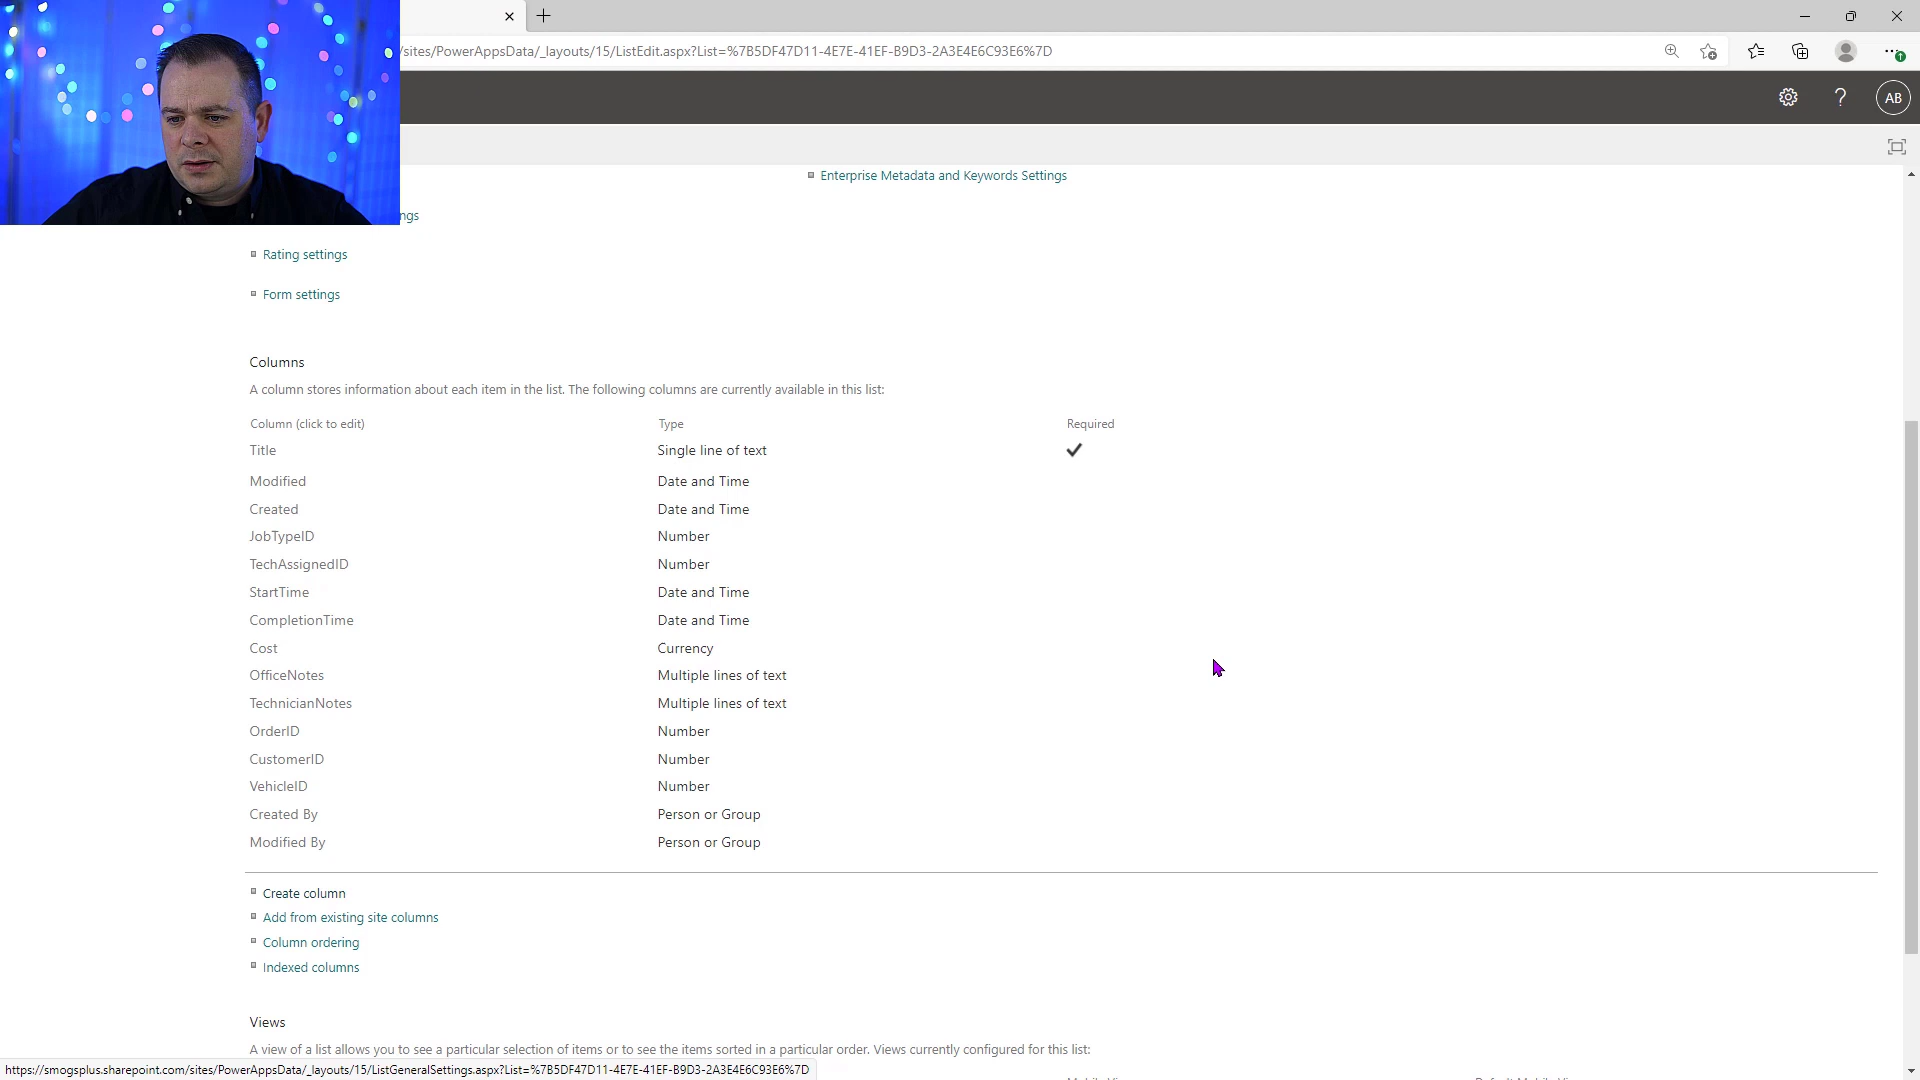 /sites/PowerAppsData/_layouts/15/ListEdit.aspx?List=%7B5DF47D11-4E7E-41EF-B9D3-2A3E4E6C93E6%7D
? AB
Enterprise Metadata and Keywords Settings
ngs
Rating settings
Form settings
Columns
A column stores information about each item in the list. The following columns are currently available in this list:
Column (click to edit) Type Required
Title Single line of text
Modified Date and Time
Created Date and Time
JobTypeID Number
TechAssignedID Number
StartTime Date and Time
CompletionTime Date and Time
Cost Currency
OfficeNotes Multiple lines of text
TechnicianNotes Multiple lines of text
OrderID Number
CustomerID Number
VehicleID Number
Created By Person or Group
Modified By Person or Group
Create column
Add from existing site columns
Column ordering
Indexed columns
Views
A view of a list allows you to see a particular selection of items or to see the items sorted in a particular order. Views currently configured for this list:
https://smogsplus.sharepoint.com/sites/PowerAppsData/_layouts/15/ListGeneralSettings.aspx?List=%7B5DF47D11-4E7E-41EF-B9D3-2A3E4E6C93E6%7D